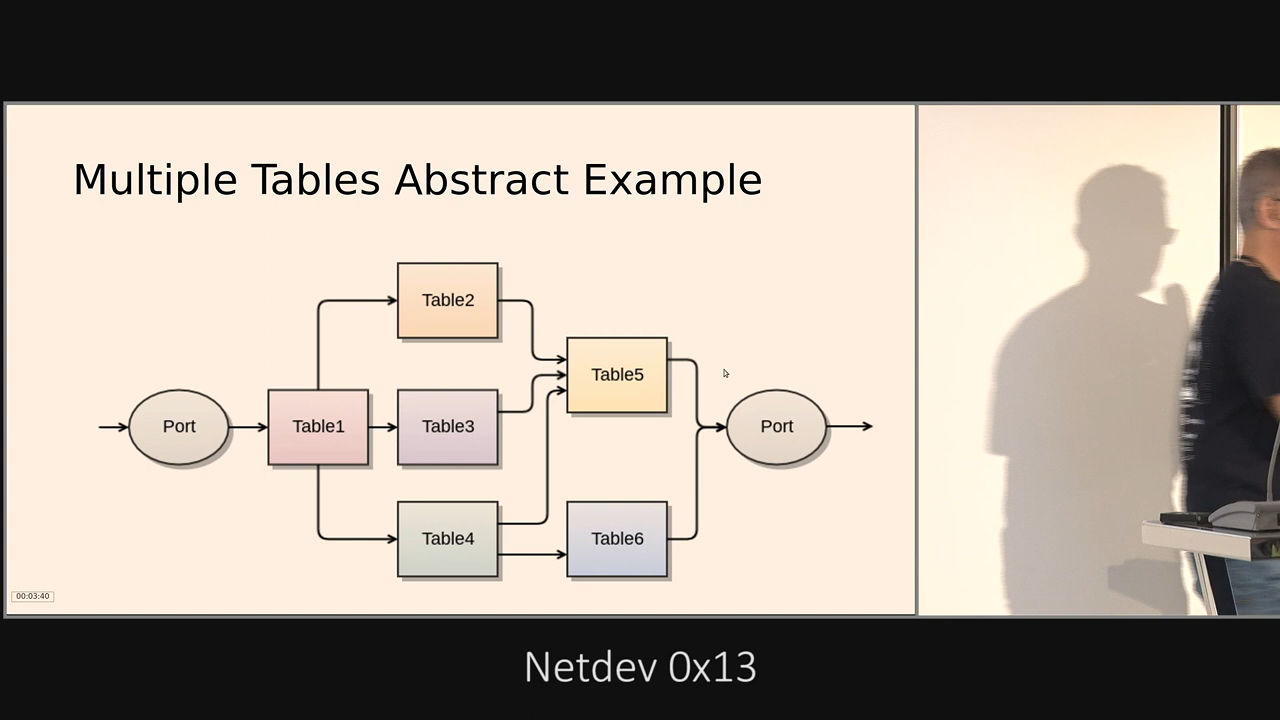 Multiple Tables Abstract Example
Table2
Table5
Port
Table1
Table3
Port
Table4
Table6
00:03:40
Netdev 0x13